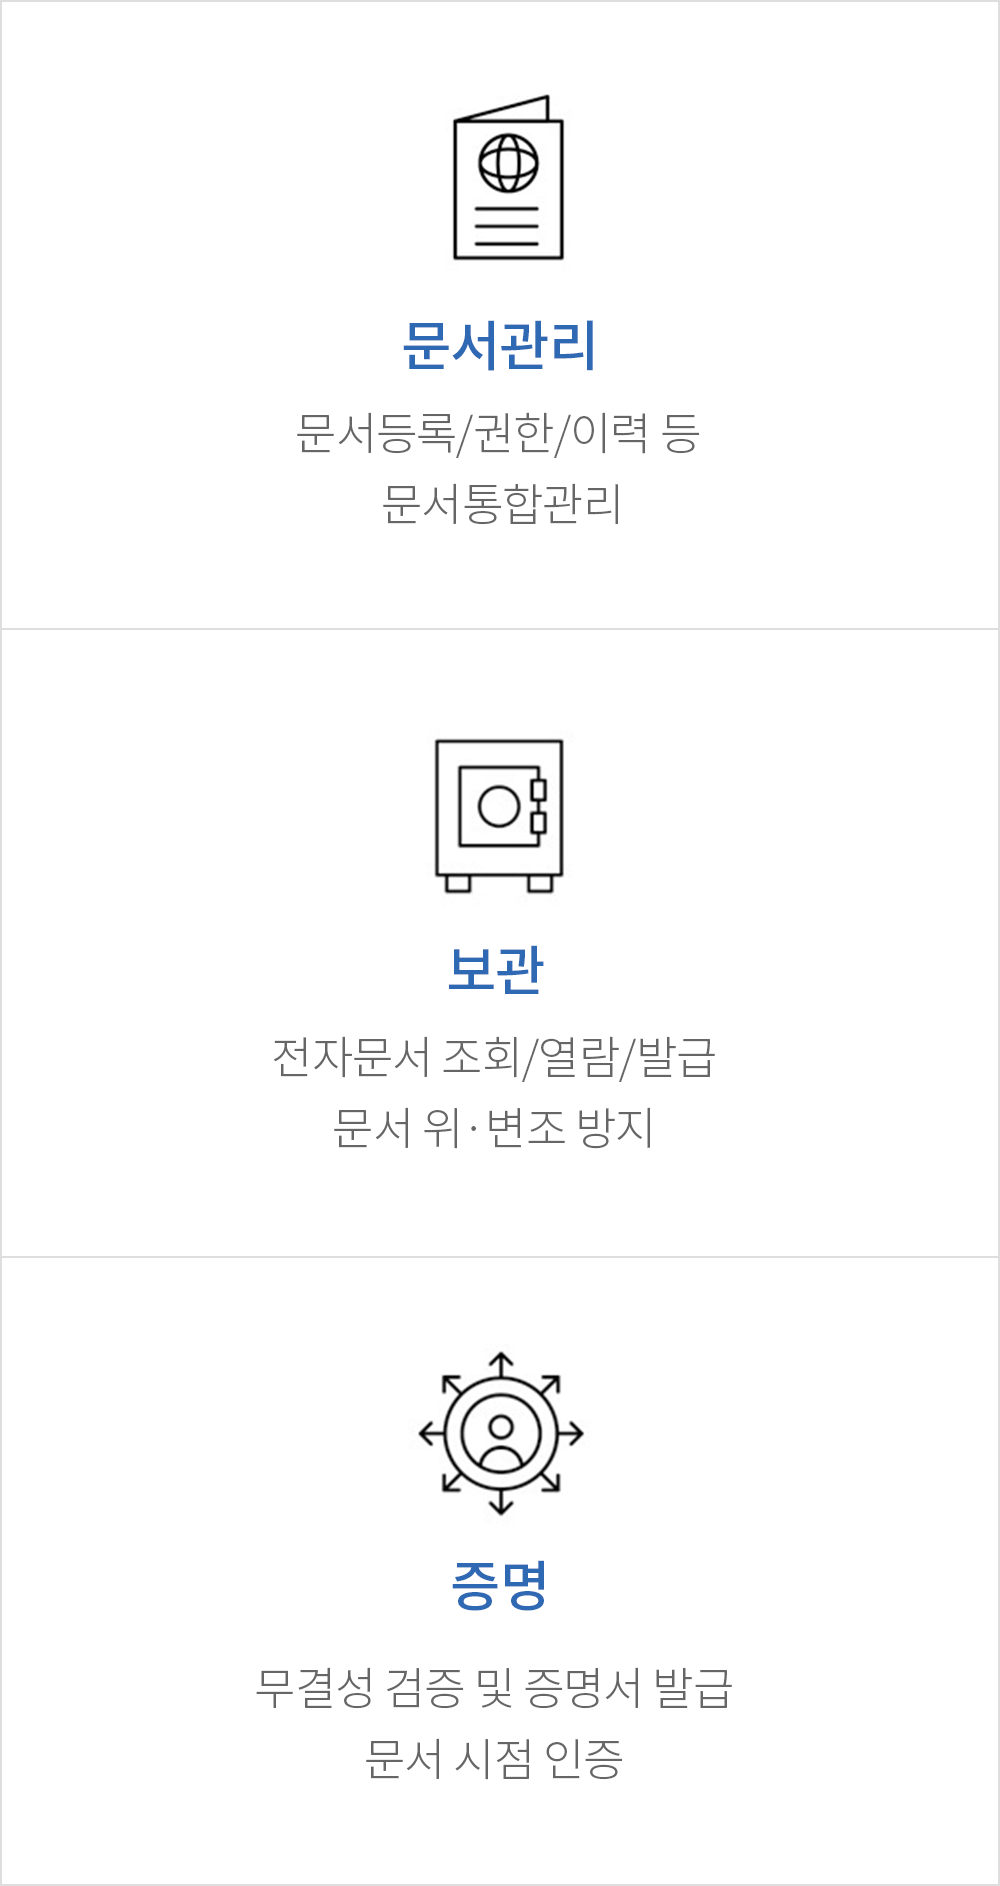 문서관리
문서등록/권한/이력 등
문서통합관리
보관
전자문서 조회/열람/발급
문서 위·변조 방지
증명
무결성 검증 및 증명서 발급
문서 시점 인증